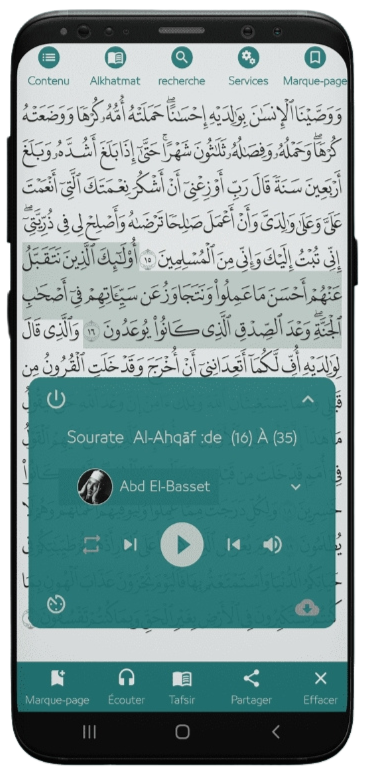 Contenu Alkhatmat recherche Services Marque-page
وَوَصَّيْنَا ٱلْإِنسَٰنَ بِوَٰلِدَيْهِ إِحْسَٰنًا ۖ حَمَلَتْهُ أُمُّهُۥ كُرْهًا وَوَضَعَتْهُ
كُرْهًا ۖ وَحَمْلُهُۥ وَفِصَٰلُهُۥ ثَلَٰثُونَ شَهْرًا ۚ حَتَّىٰٓ إِذَا بَلَغَ أَشُدَّهُۥ وَبَلَغَ
أَرْبَعِينَ سَنَةً قَالَ رَبِّ أَوْزِعْنِىٓ أَنْ أَشْكُرَ نِعْمَتَكَ ٱلَّتِىٓ أَنْعَمْتَ
عَلَىَّ وَعَلَىٰ وَٰلِدَىَّ وَأَنْ أَعْمَلَ صَٰلِحًا تَرْضَىٰهُ وَأَصْلِحْ لِى فِى ذُرِّيَّتِىٓ ۖ
إِنِّى تُبْتُ إِلَيْكَ وَإِنِّى مِنَ ٱلْمُسْلِمِينَ ١٥ أُو۟لَٰٓئِكَ ٱلَّذِينَ نَتَقَبَّلُ
عَنْهُمْ أَحْسَنَ مَا عَمِلُوا۟ وَنَتَجَاوَزُ عَن سَيِّـَٔاتِهِمْ فِىٓ أَصْحَٰبِ
ٱلْجَنَّةِ ۖ وَعْدَ ٱلصِّدْقِ ٱلَّذِى كَانُوا۟ يُوعَدُونَ ١٦ وَٱلَّذِى قَالَ
لِوَٰلِدَيْهِ أُفٍّ لَّكُمَآ أَتَعِدَانِنِىٓ أَنْ أُخْرَجَ وَقَدْ خَلَتِ ٱلْقُرُونُ مِن
Sourate Al-Ahqāf :de (16) À (35)
Abd El-Basset
Marque-page Écouter Tafsir Partager Effacer